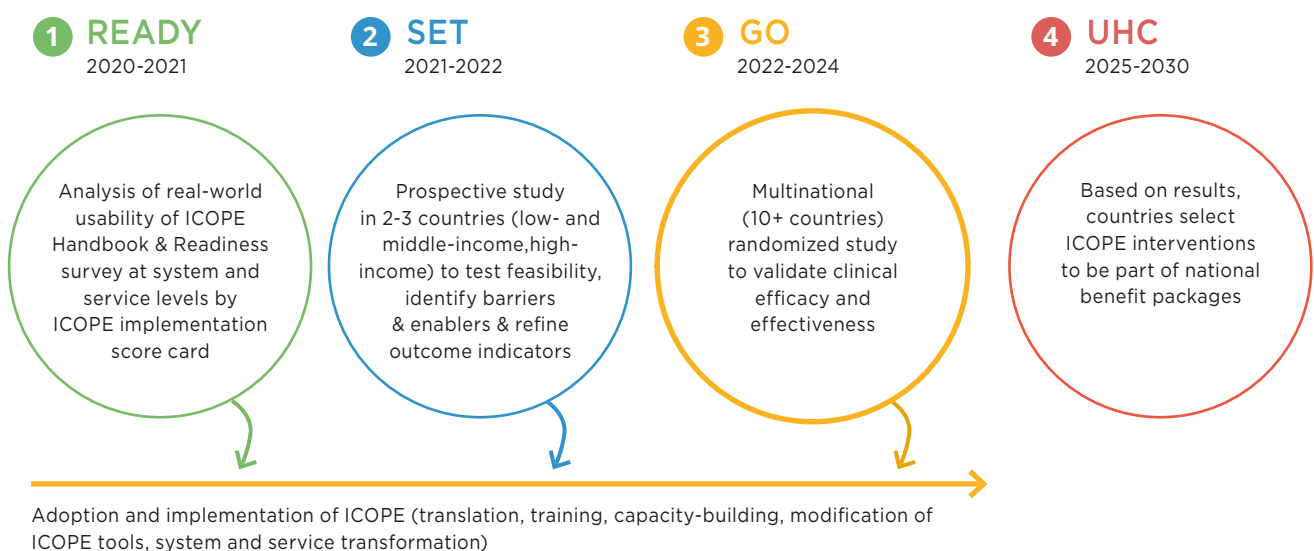 1 READY
2020-2021
Analysis of real-world
usability of ICOPE
Handbook & Readiness
survey at system and
service levels by
ICOPE implementation
score card
2 SET
2021-2022
Prospective study
in 2-3 countries (low- and
middle-income,high-
income) to test feasibility,
identify barriers
& enablers & refine
outcome indicators
3 GO
2022-2024
Multinational
(10+ countries)
randomized study
to validate clinical
efficacy and
effectiveness
4 UHC
2025-2030
Based on results,
countries select
ICOPE interventions
to be part of national
benefit packages
Adoption and implementation of ICOPE (translation, training, capacity-building, modification of
ICOPE tools, system and service transformation)